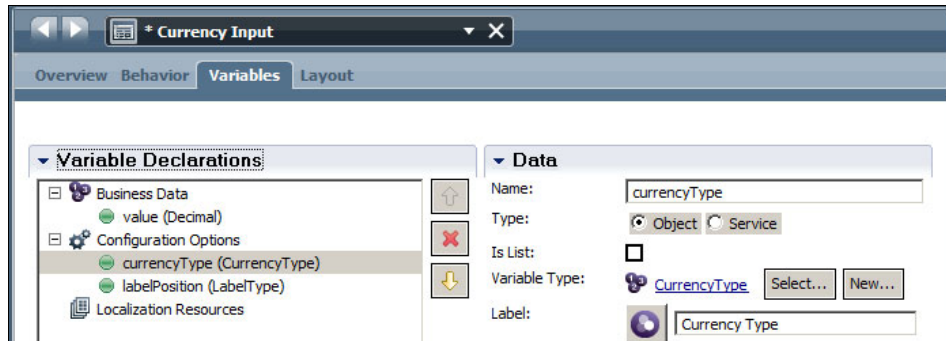 * Currency Input
Overview Behavior Variables Layout
Variable Declarations
Business Data
value (Decimal)
Configuration Options
currencyType (CurrencyType)
labelPosition (LabelType)
Localization Resources
Data
Name: currencyType
Type: Object Service
Is List:
Variable Type: CurrencyType Select... New...
Label: Currency Type